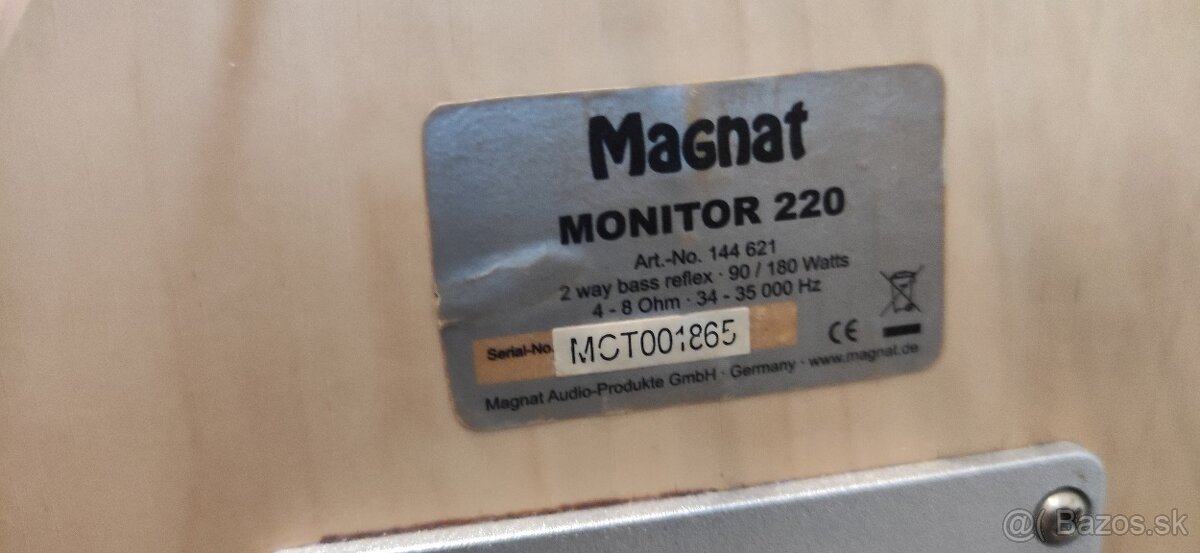 Magnat
MONITOR 220
Art.-No. 144 621
2 way bass reflex · 90 / 180 Watts
4 - 8 Ohm · 34 - 35 000 Hz
Serial-No. MCT001865
CE
Magnat Audio-Produkte GmbH · Germany · www.magnat.de
@ Bazos.sk